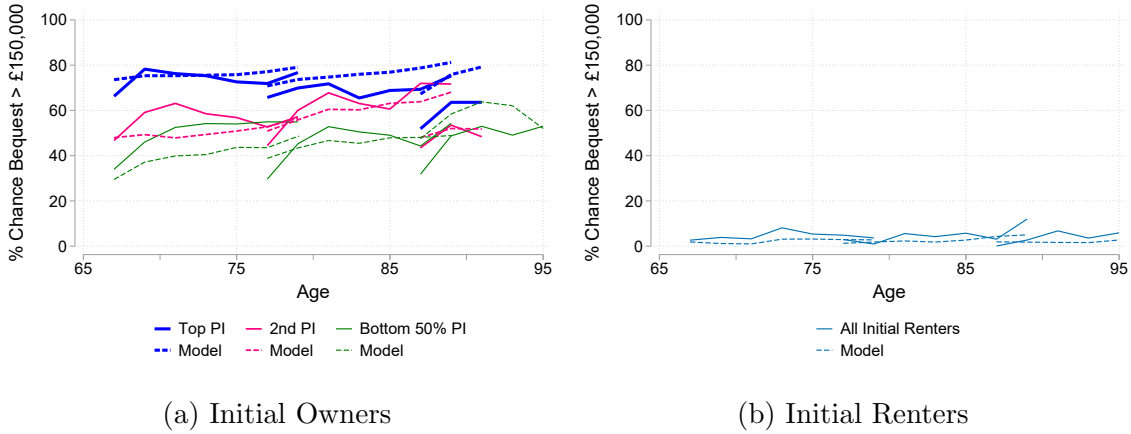 % Chance Bequest > £150,000
100
80
60
40
20
0
65
75
85
95
Age
Top PI
2nd PI
Bottom 50% PI
Model
Model
Model
(a) Initial Owners
% Chance Bequest > £150,000
100
80
60
40
20
0
65
75
85
95
Age
All Initial Renters
Model
(b) Initial Renters